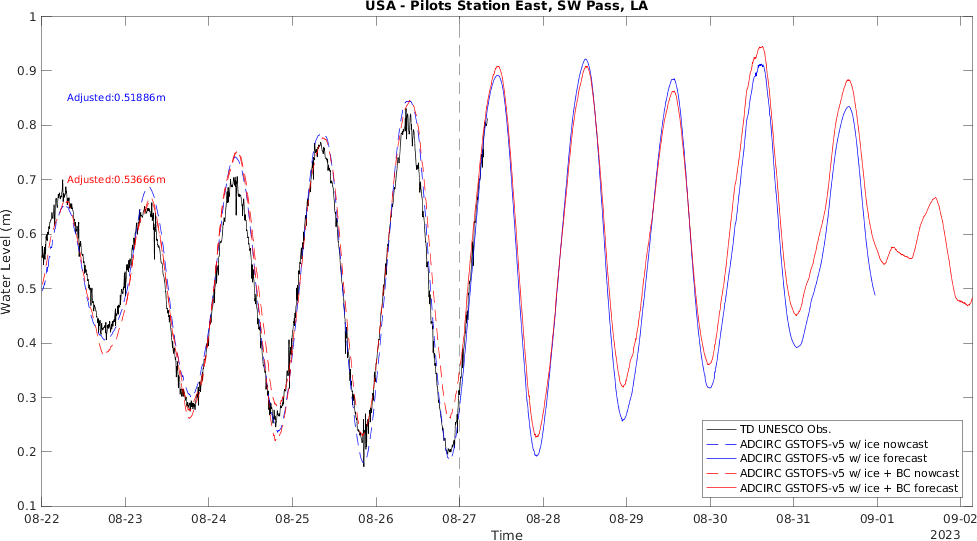 USA - Pilots Station East, SW Pass, LA
1
0.9
0.8
0.7
0.6
0.5
0.4
0.3
0.2
0.1
Water Level (m)
Adjusted:0.51886m
Adjusted:0.53666m
TD UNESCO Obs.
ADCIRC GSTOFS-v5 w/ ice nowcast
ADCIRC GSTOFS-v5 w/ ice forecast
ADCIRC GSTOFS-v5 w/ ice + BC nowcast
ADCIRC GSTOFS-v5 w/ ice + BC forecast
08-22 08-23 08-24 08-25 08-26 08-27 08-28 08-29 08-30 08-31 09-01 09-02
Time
2023